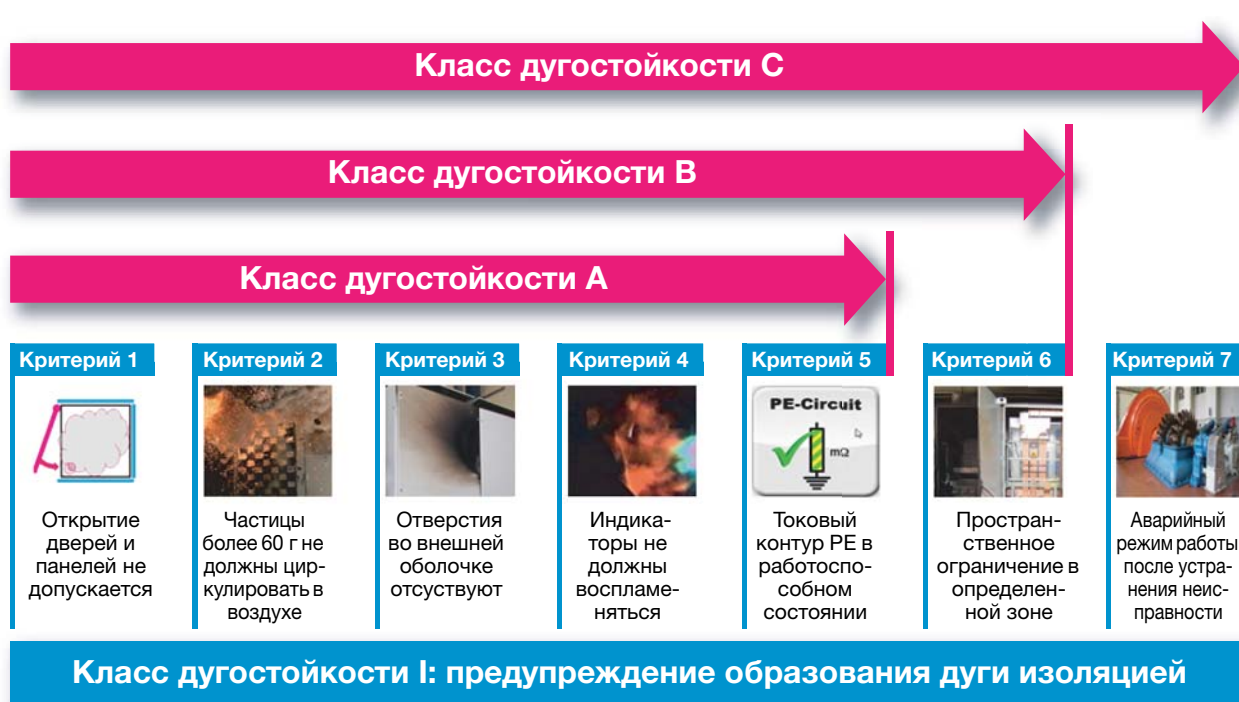 Класс дугостойкости C
Класс дугостойкости B
Класс дугостойкости A
Критерий 1
Открытие
дверей и
панелей не
допускается
Критерий 2
Частицы
более 60 г не
должны цир-
кулировать в
воздухе
Критерий 3
Отверстия
во внешней
оболочке
отсуствуют
Критерий 4
Индика-
торы не
должны
воспламе-
няться
Критерий 5
PE-Circuit
mΩ
Токовый
контур PE в
работоспо-
собном
состоянии
Критерий 6
Простран-
ственное
ограничение в
определен-
ной зоне
Критерий 7
Аварийный
режим работы
после устра-
нения неис-
правности
Класс дугостойкости I: предупреждение образования дуги изоляцией